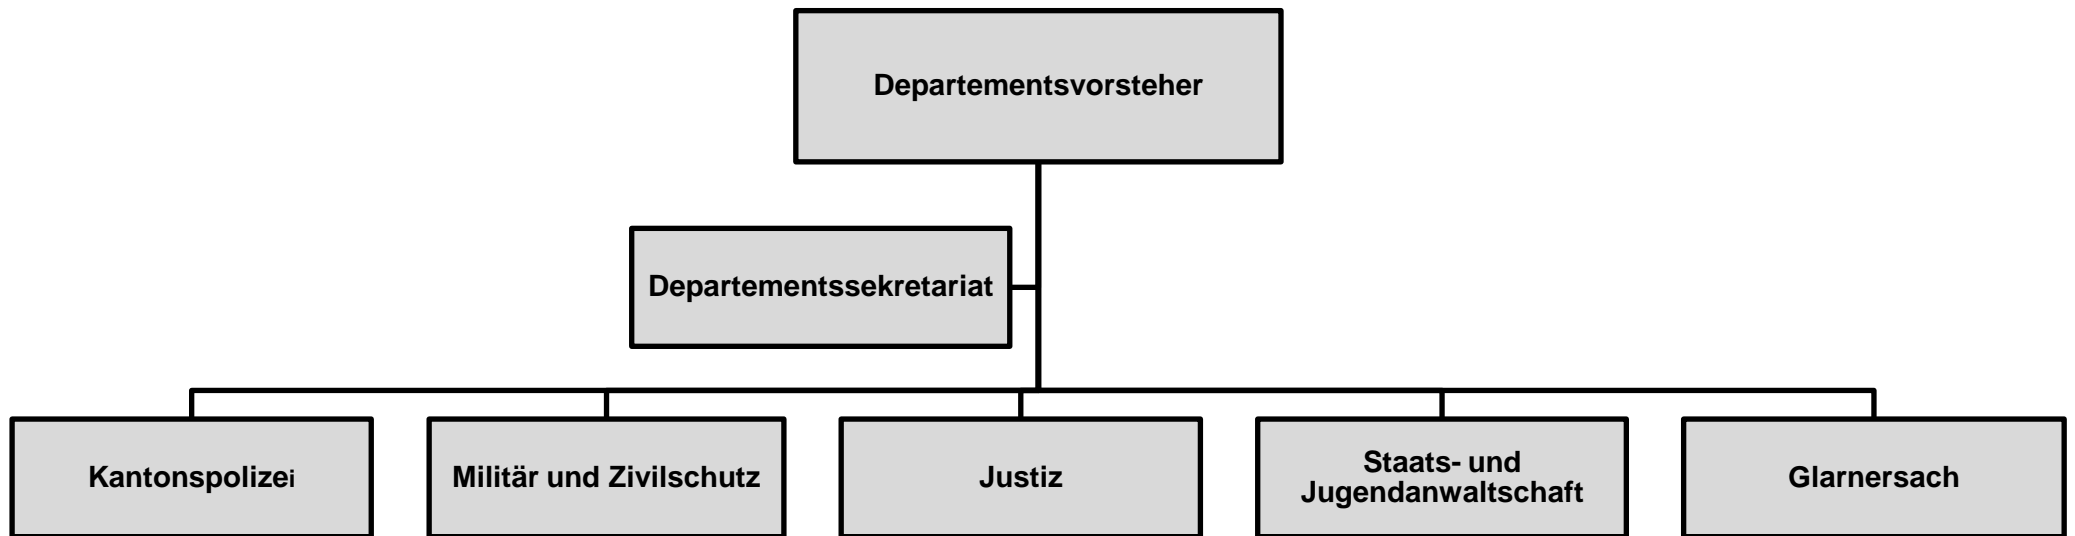 Departementsvorsteher
Departementssekretariat
Kantonspolizei
Militär und Zivilschutz
Justiz
Staats- und
Jugendanwaltschaft
Glarnersach